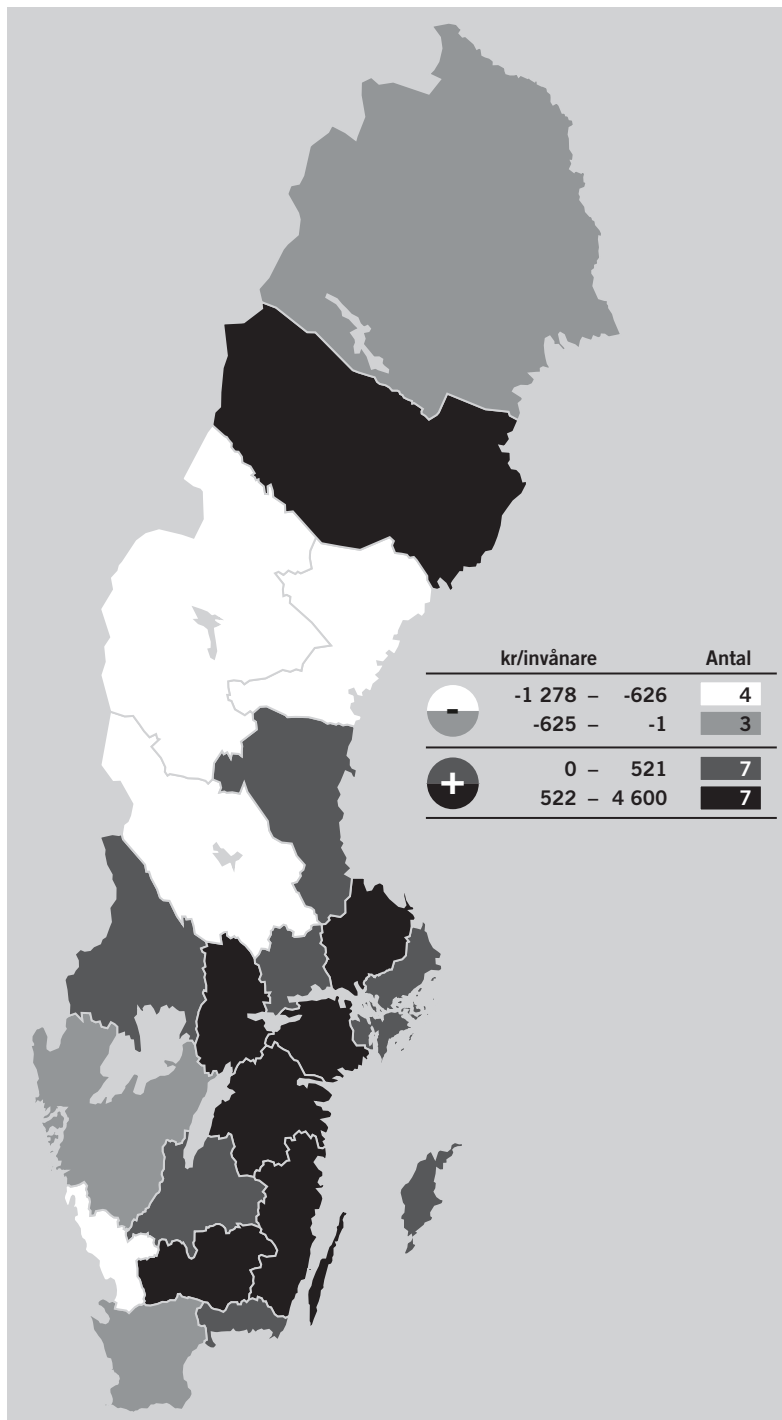 kr/invånare Antal
-1 278 – -626 4
- -625 – -1 3
0 – 521 7
+ 522 – 4 600 7